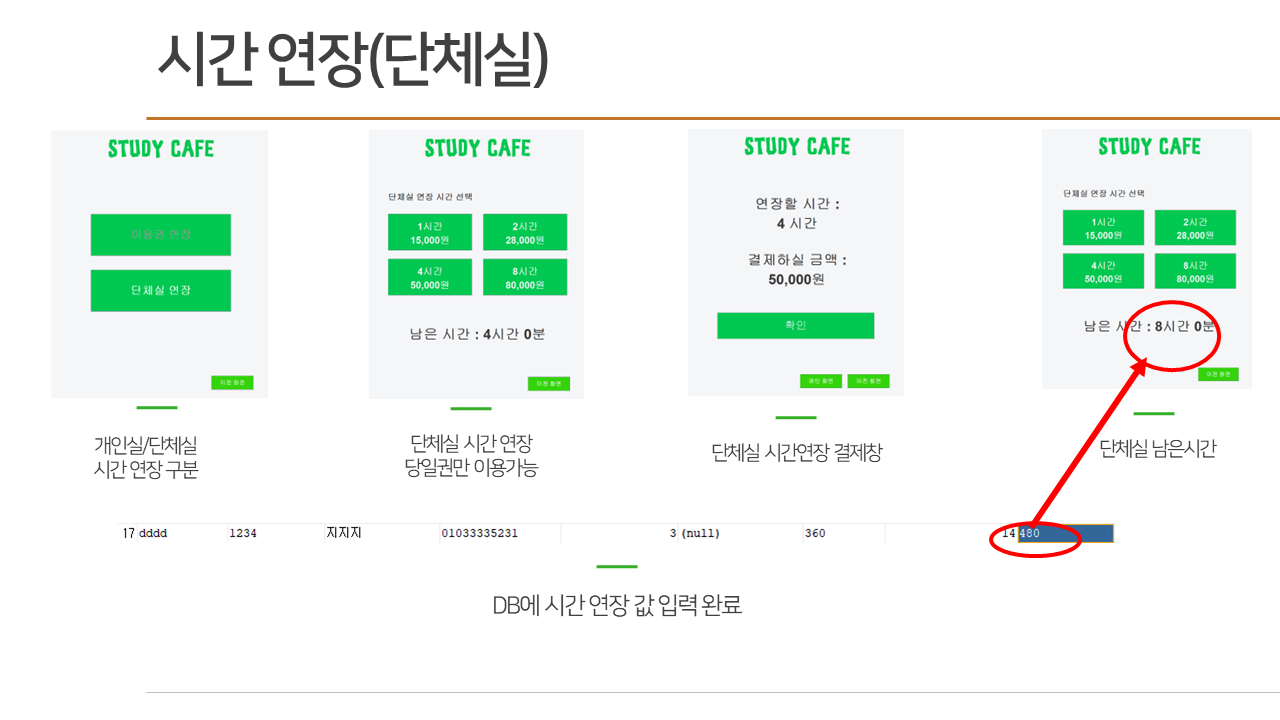 시간 연장(단체실)
STUDY CAFE
이용권 연장
단체실 연장
이전 화면
개인실/단체실
시간 연장 구분
STUDY CAFE
단체실 연장 시간 선택
1시간
15,000원
2시간
28,000원
4시간
50,000원
8시간
80,000원
남은 시간 : 4시간 0분
이전 화면
단체실 시간 연장
당일권만 이용가능
STUDY CAFE
연장할 시간 :
4 시간
결제하실 금액 :
50,000원
확인
메인 화면
이전 화면
단체실 시간연장 결제창
STUDY CAFE
단체실 연장 시간 선택
1시간
15,000원
2시간
28,000원
4시간
50,000원
8시간
80,000원
남은 시간 : 8시간 0분
이전 화면
단체실 남은시간
17 dddd 1234 지지지 01033335231 3 (null) 360 14 480
DB에 시간 연장 값 입력 완료